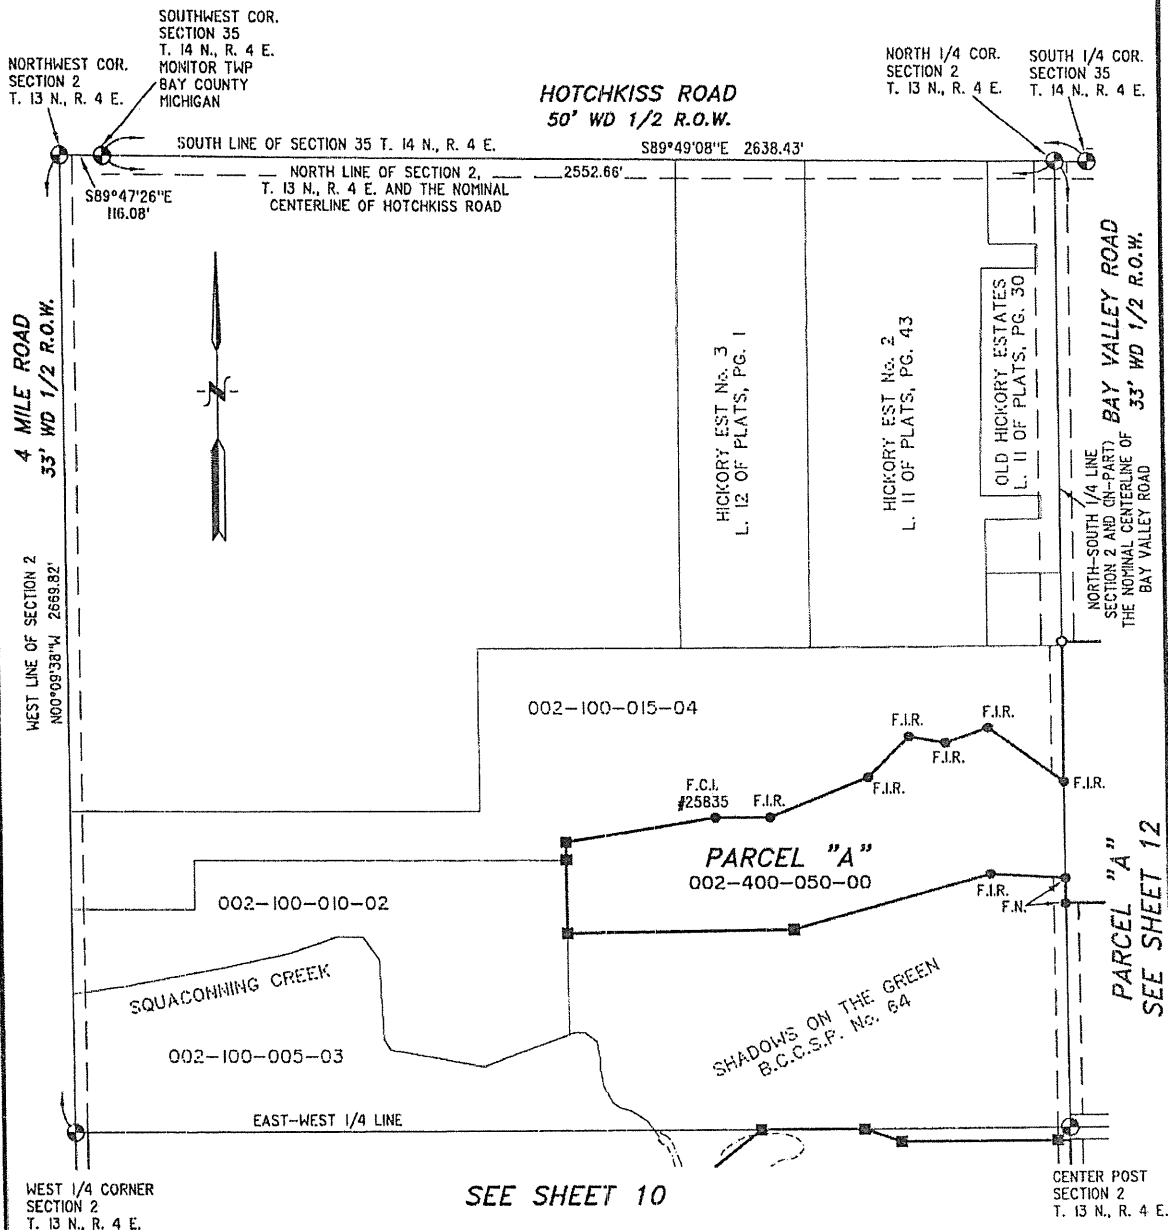 SOUTHWEST COR.
SECTION 35
T. 14 N., R. 4 E.
MONITOR TWP
BAY COUNTY
MICHIGAN
NORTHWEST COR.
SECTION 2
T. 13 N., R. 4 E.
HOTCHKISS ROAD
50' WD 1/2 R.O.W.
NORTH 1/4 COR.
SECTION 2
T. 13 N., R. 4 E.
SOUTH 1/4 COR.
SECTION 35
T. 14 N., R. 4 E.
SOUTH LINE OF SECTION 35 T. 14 N., R. 4 E.
S89°49'08"E 2638.43'
NORTH LINE OF SECTION 2,
T. 13 N., R. 4 E. AND THE NOMINAL
CENTERLINE OF HOTCHKISS ROAD
2552.66'
S89°47'26"E
116.08'
N
4 MILE ROAD
33' WD 1/2 R.O.W.
WEST LINE OF SECTION 2
N00°09'38"W 2669.82'
HICKORY EST No. 3
L. 12 OF PLATS, PG. 1
HICKORY EST No. 2
L. 11 OF PLATS, PG. 43
OLD HICKORY ESTATES
L. 11 OF PLATS, PG. 30
BAY VALLEY ROAD
33' WD 1/2 R.O.W.
NORTH-SOUTH 1/4 LINE
SECTION 2 AND (IN-PART)
THE NOMINAL CENTERLINE OF
BAY VALLEY ROAD
002-100-015-04
F.I.R.
F.I.R.
F.I.R.
F.I.R.
F.I.R.
F.C.I.
#25835
F.I.R.
PARCEL "A"
002-400-050-00
F.I.R.
F.N.
PARCEL "A"
SEE SHEET 12
002-100-010-02
SQUACONNING CREEK
002-100-005-03
SHADOWS ON THE GREEN
B.C.C.S.P. No. 64
EAST-WEST 1/4 LINE
WEST 1/4 CORNER
SECTION 2
T. 13 N., R. 4 E.
SEE SHEET 10
CENTER POST
SECTION 2
T. 13 N., R. 4 E.